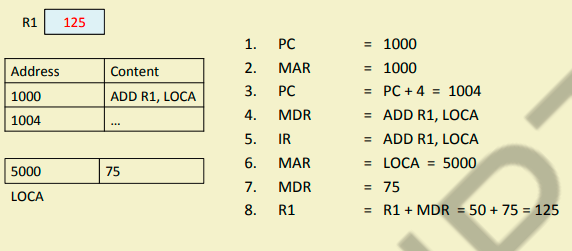 R1 125
Address Content
1000 ADD R1, LOCA
1004 ...
5000 75
LOCA
1. PC = 1000
2. MAR = 1000
3. PC = PC + 4 = 1004
4. MDR = ADD R1, LOCA
5. IR = ADD R1, LOCA
6. MAR = LOCA = 5000
7. MDR = 75
8. R1 = R1 + MDR = 50 + 75 = 125